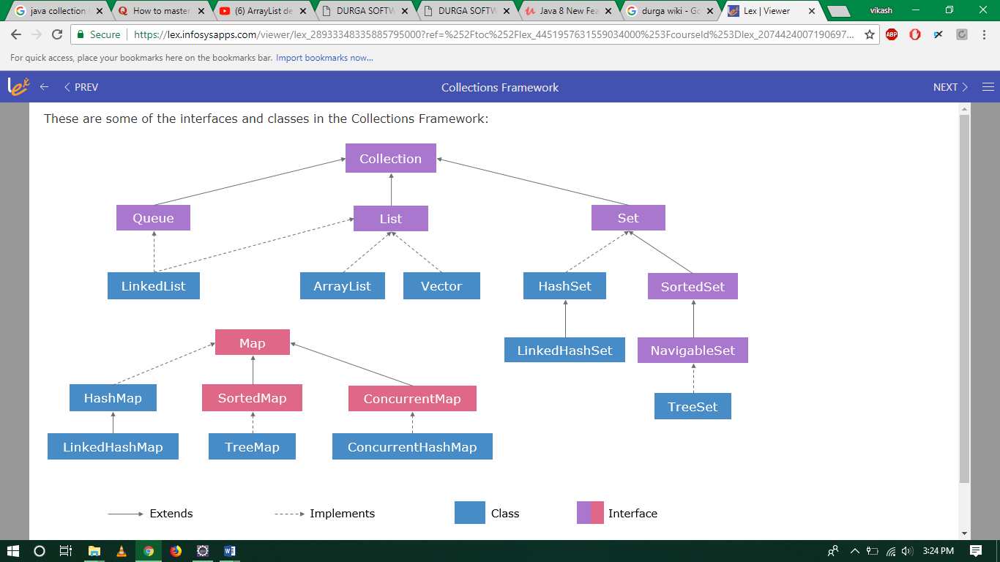 java collection
How to master
(6) ArrayList de
DURGA SOFTW
DURGA SOFTW
Java 8 New Fea
durga wiki - Go
Lex | Viewer
vikash
Secure
https://lex.infosysapps.com/viewer/lex_28933348335885795000?ref=%252Ftoc%252Flex_4451957631559034000%253FcourseId%253Dlex_2074424007190697...
ABP
For quick access, place your bookmarks here on the bookmarks bar. Import bookmarks now...
Lex
PREV
Collections Framework
NEXT
These are some of the interfaces and classes in the Collections Framework:
Collection
Queue
List
Set
LinkedList
ArrayList
Vector
HashSet
SortedSet
Map
LinkedHashSet
NavigableSet
HashMap
SortedMap
ConcurrentMap
TreeSet
LinkedHashMap
TreeMap
ConcurrentHashMap
Extends
Implements
Class
Interface
3:24 PM